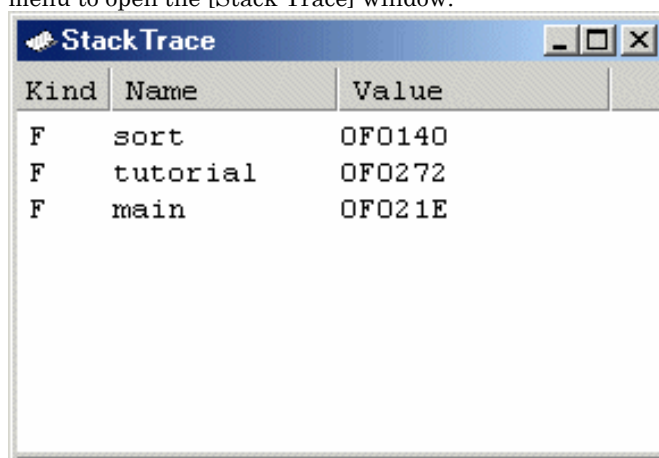 menu to open the [Stack Trace] window.
StackTrace
Kind Name Value
F sort 0F0140
F tutorial 0F0272
F main 0F021E